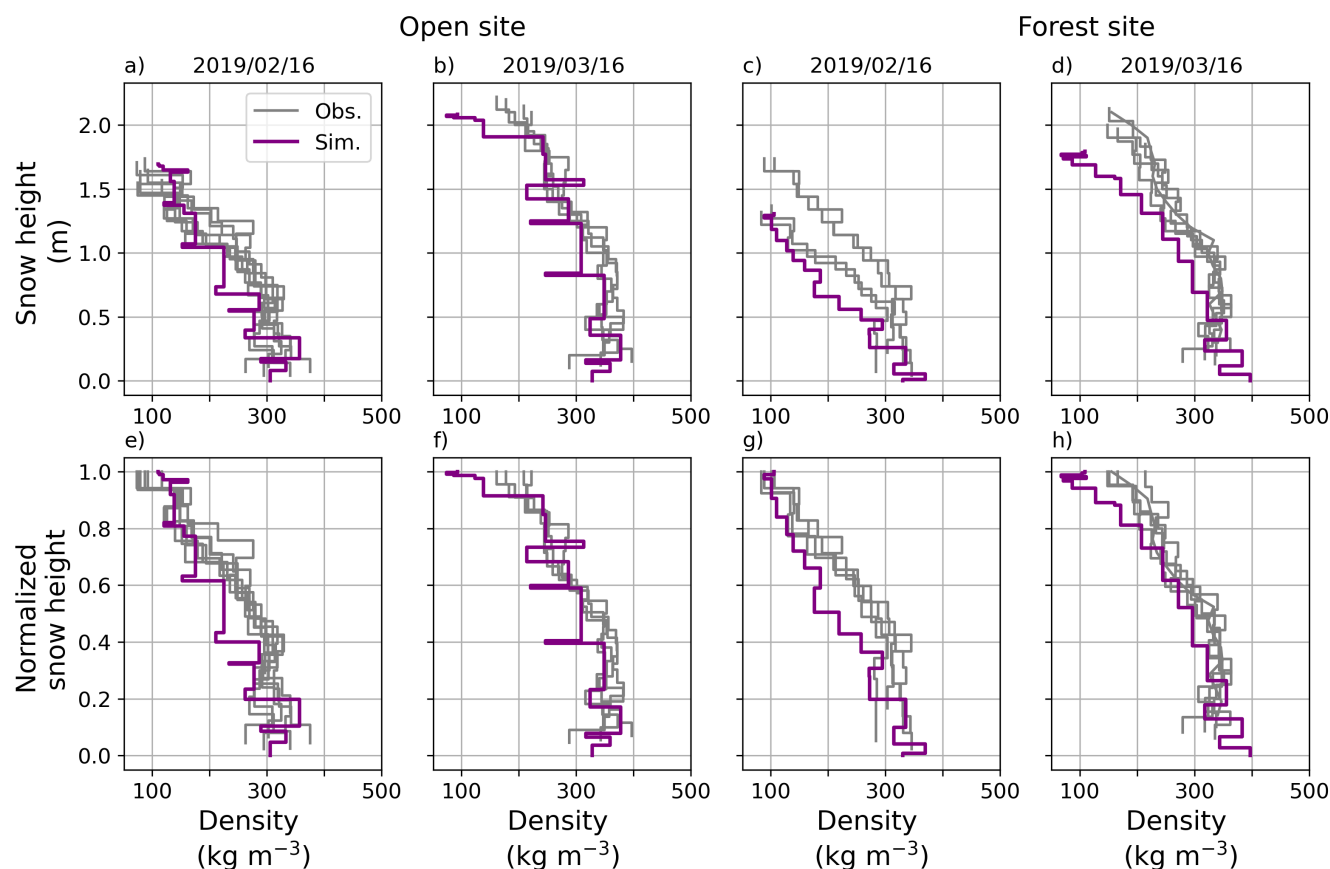 Open site
Forest site
a) 2019/02/16
b) 2019/03/16
c) 2019/02/16
d) 2019/03/16
Obs.
Sim.
Snow height
(m)
2.0
1.5
1.0
0.5
0.0
100 300 500
100 300 500
100 300 500
100 300 500
e)
f)
g)
h)
Normalized
snow height
1.0
0.8
0.6
0.4
0.2
0.0
100 300 500
100 300 500
100 300 500
100 300 500
Density
(kg m⁻³)
Density
(kg m⁻³)
Density
(kg m⁻³)
Density
(kg m⁻³)